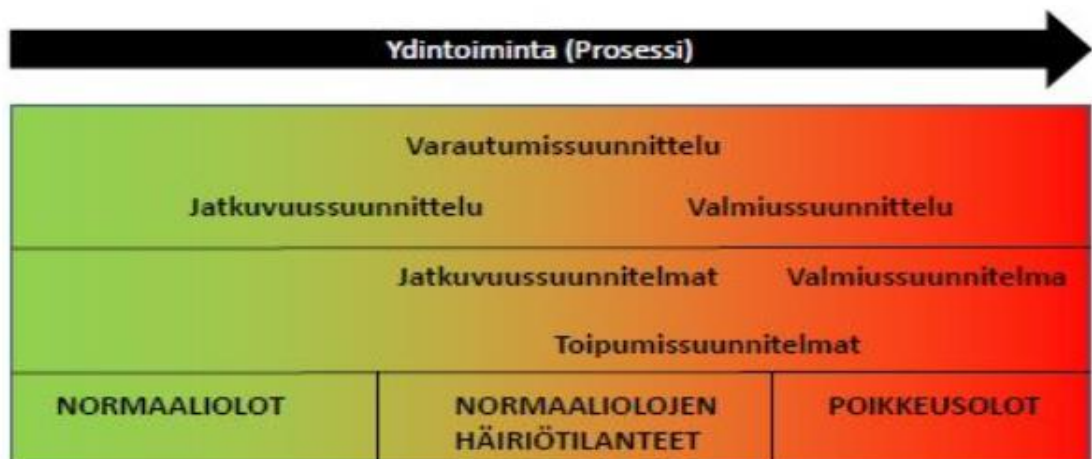 Ydintoiminta (Prosessi)
Varautumissuunnittelu
Jatkuvuussuunnittelu Valmiussuunnittelu
Jatkuvuussuunnitelmat Valmiussuunnitelma
Toipumissuunnitelmat
NORMAALIOLOT NORMAALIOLOJEN POIKKEUSOLOT
HÄIRIÖTILANTEET